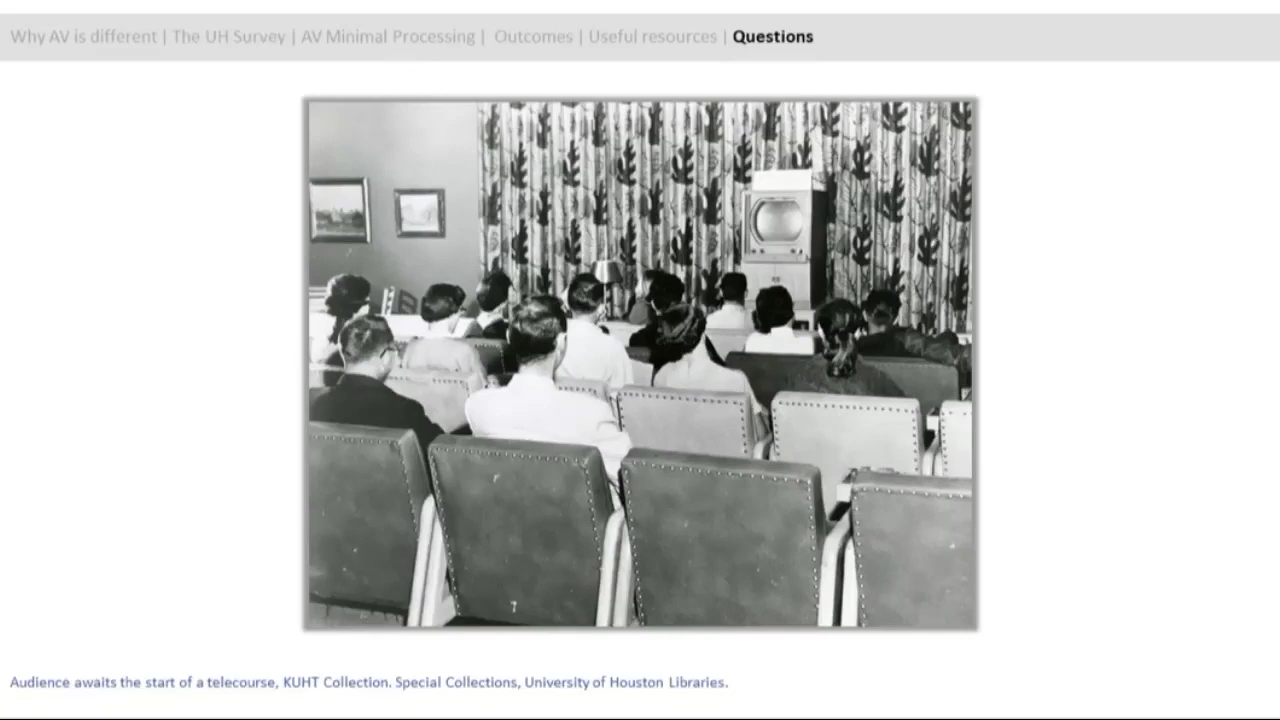 Why AV is different | The UH Survey | AV Minimal Processing | Outcomes | Useful resources | Questions
Audience awaits the start of a telecourse, KUHT Collection. Special Collections, University of Houston Libraries.